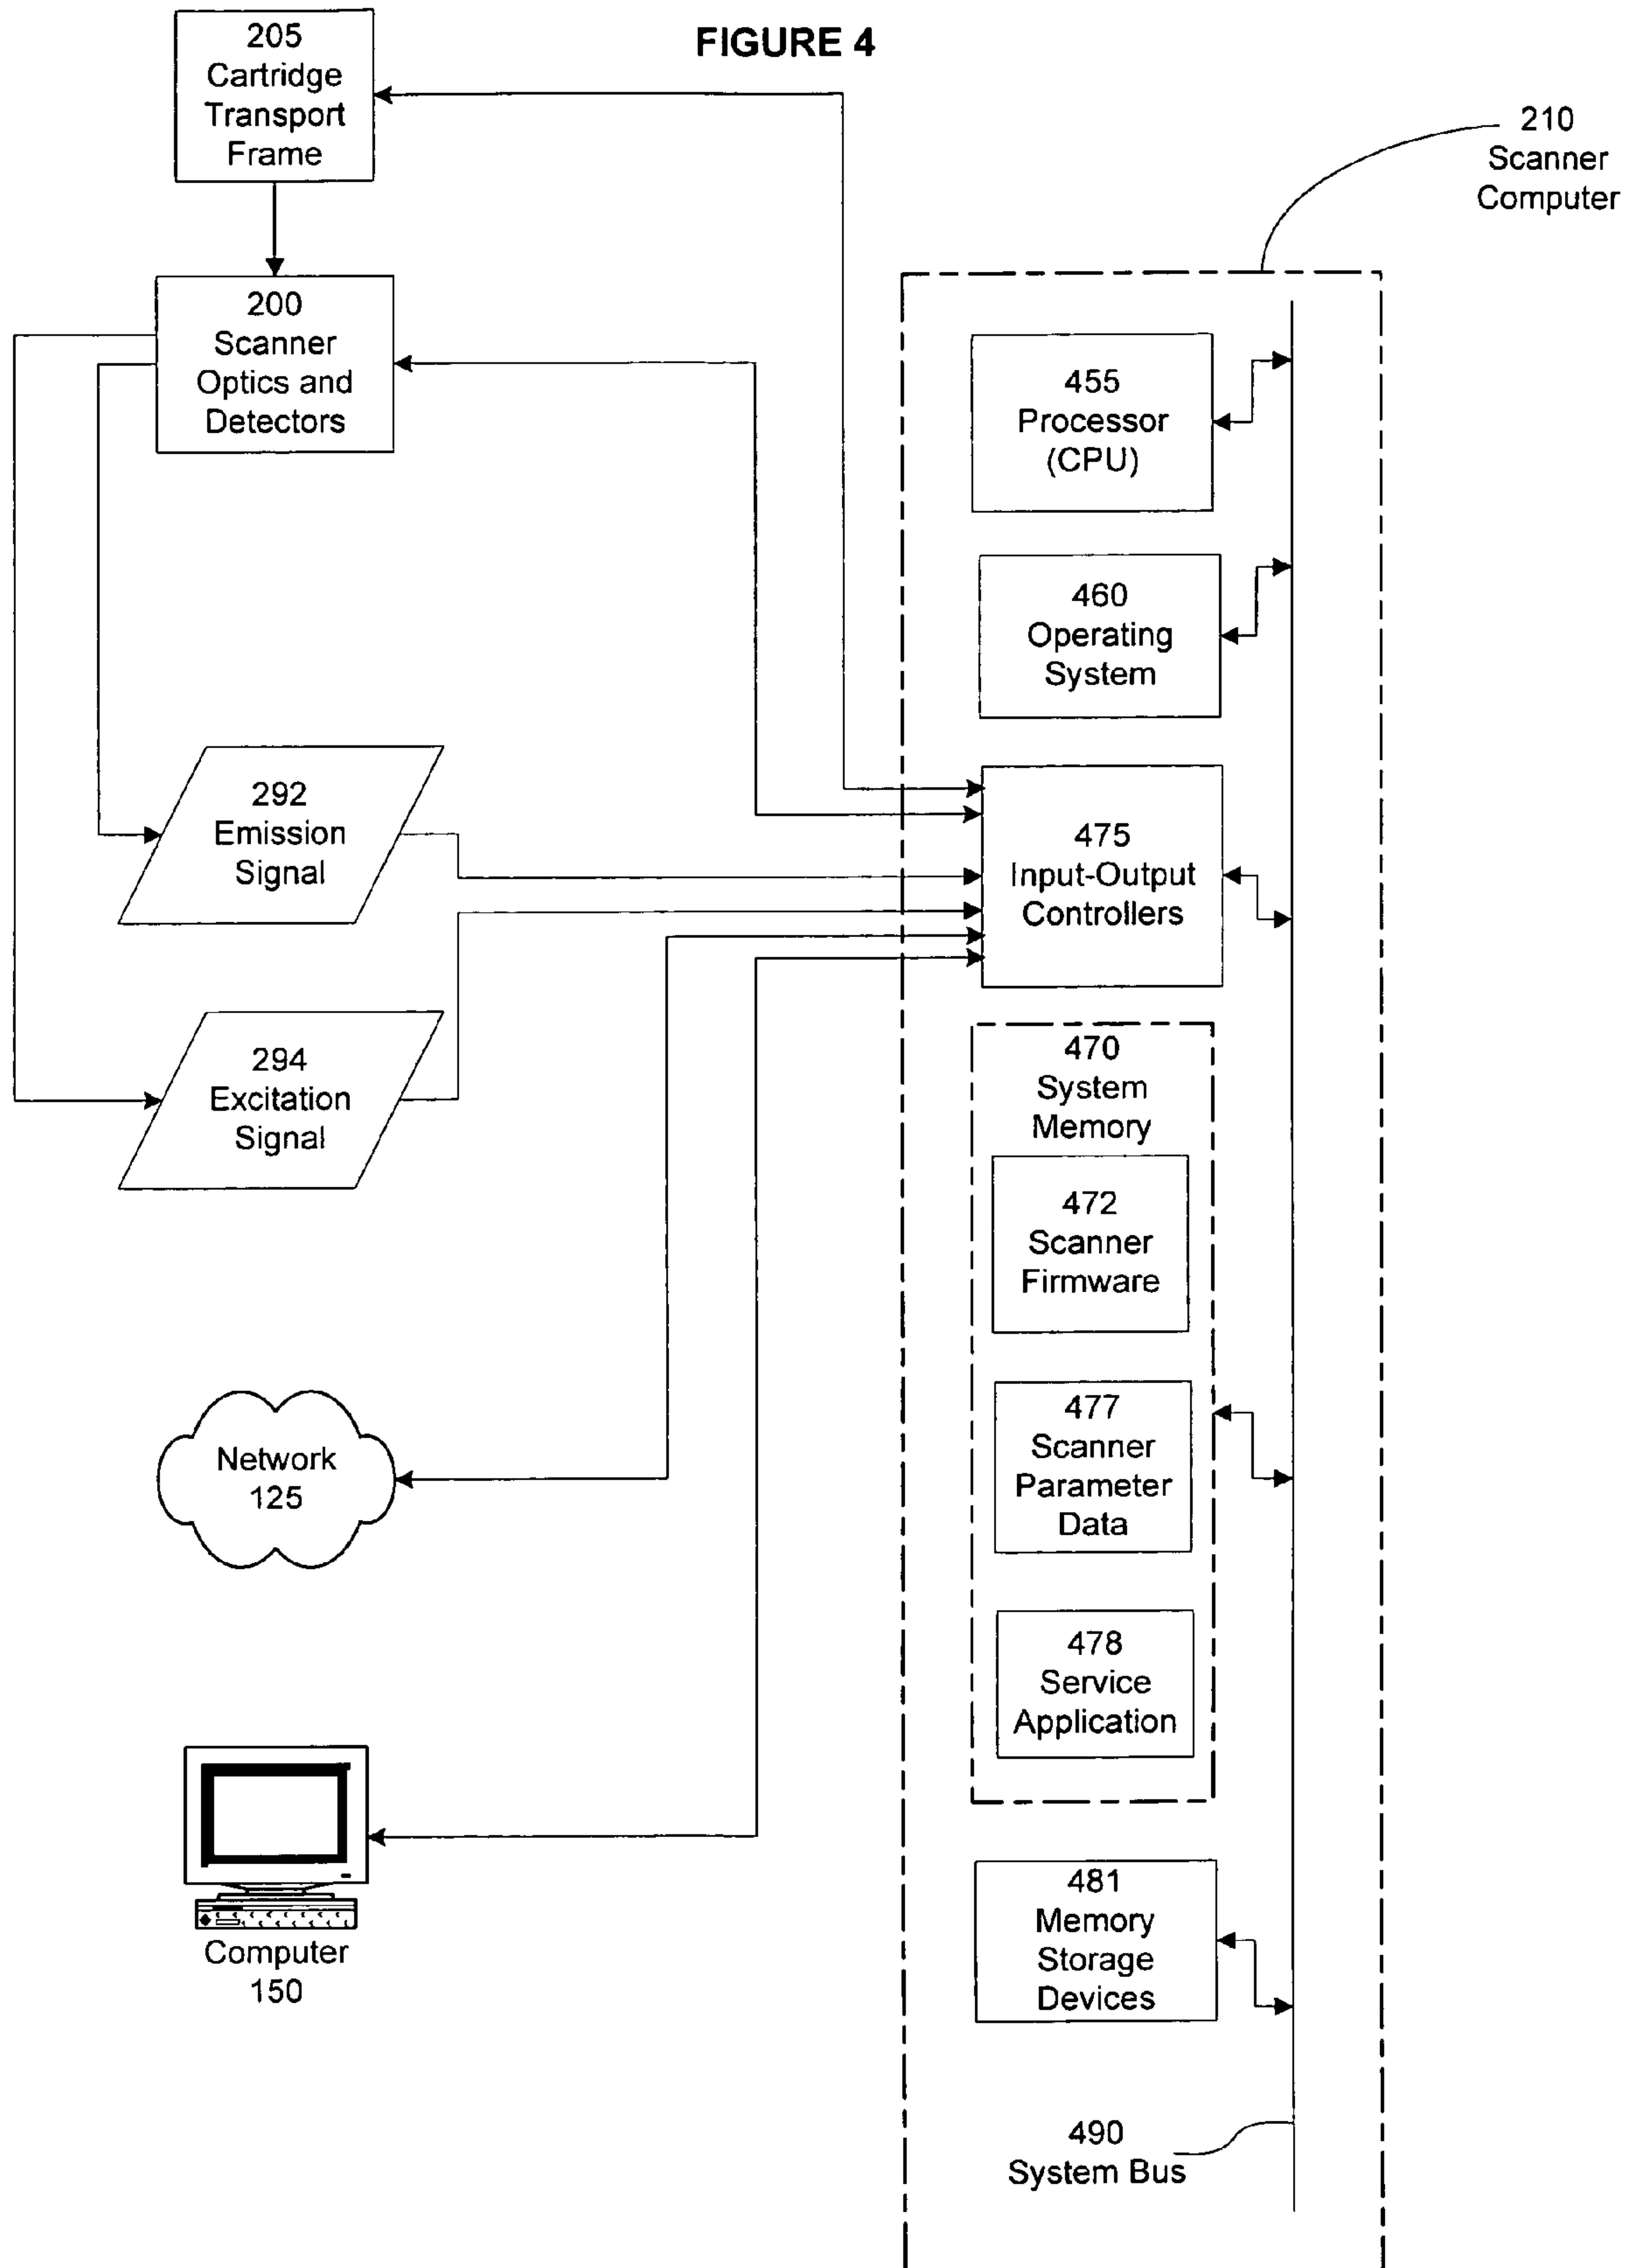 FIGURE 4
205
Cartridge
Transport
Frame
210
Scanner
Computer
200
Scanner
Optics and
Detectors
455
Processor
(CPU)
460
Operating
System
292
Emission
Signal
475
Input-Output
Controllers
294
Excitation
Signal
470
System
Memory
472
Scanner
Firmware
477
Scanner
Parameter
Data
Network
125
478
Service
Application
Computer
150
481
Memory
Storage
Devices
490
System Bus